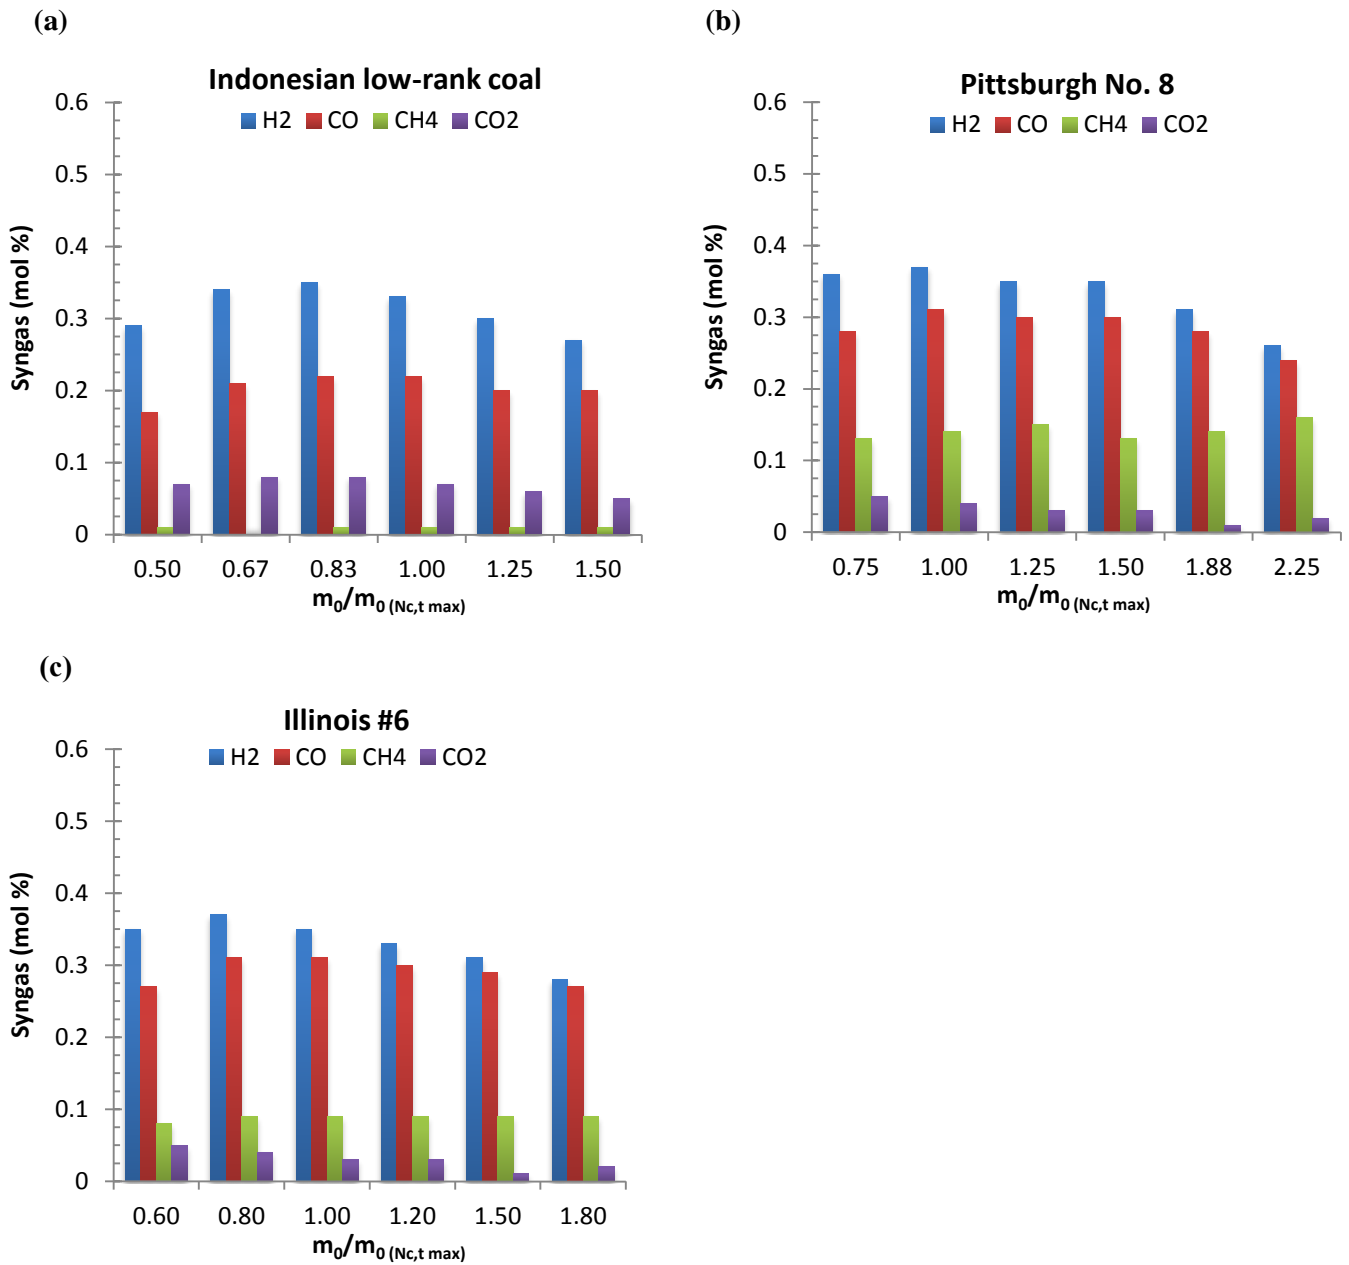 (a)
Indonesian low-rank coal
H2 CO CH4 CO2
Syngas (mol %)
0.6
0.5
0.4
0.3
0.2
0.1
0
0.50 0.67 0.83 1.00 1.25 1.50
m0/m0 (Nc,t max)
(b)
Pittsburgh No. 8
H2 CO CH4 CO2
Syngas (mol %)
0.6
0.5
0.4
0.3
0.2
0.1
0
0.75 1.00 1.25 1.50 1.88 2.25
m0/m0 (Nc,t max)
(c)
Illinois #6
H2 CO CH4 CO2
Syngas (mol %)
0.6
0.5
0.4
0.3
0.2
0.1
0
0.60 0.80 1.00 1.20 1.50 1.80
m0/m0 (Nc,t max)